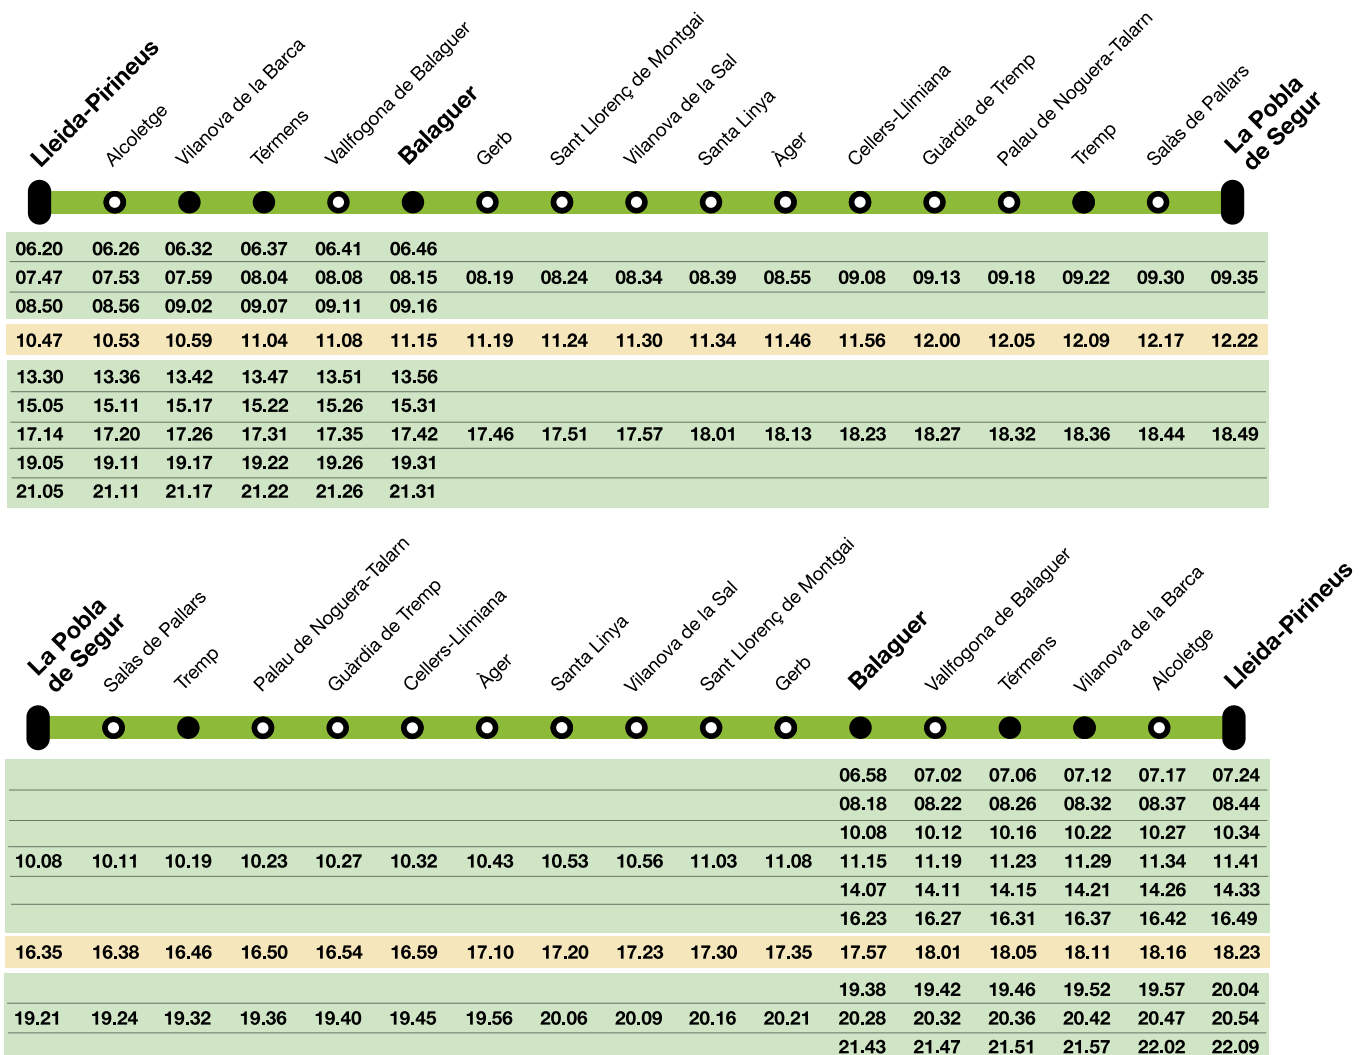 Lleida-Pirineus Alcoletge Vilanova de la Barca Térmens Vallfogona de Balaguer Balaguer Gerb Sant Llorenç de Montgai Vilanova de la Sal Santa Linya Àger Cellers-Llimiana Guàrdia de Tremp Palau de Noguera-Talarn Tremp Salàs de Pallars La Pobla de Segur
06.20 06.26 06.32 06.37 06.41 06.46
07.47 07.53 07.59 08.04 08.08 08.15 08.19 08.24 08.34 08.39 08.55 09.08 09.13 09.18 09.22 09.30 09.35
08.50 08.56 09.02 09.07 09.11 09.16
10.47 10.53 10.59 11.04 11.08 11.15 11.19 11.24 11.30 11.34 11.46 11.56 12.00 12.05 12.09 12.17 12.22
13.30 13.36 13.42 13.47 13.51 13.56
15.05 15.11 15.17 15.22 15.26 15.31
17.14 17.20 17.26 17.31 17.35 17.42 17.46 17.51 17.57 18.01 18.13 18.23 18.27 18.32 18.36 18.44 18.49
19.05 19.11 19.17 19.22 19.26 19.31
21.05 21.11 21.17 21.22 21.26 21.31
La Pobla de Segur Salàs de Pallars Tremp Palau de Noguera-Talarn Guàrdia de Tremp Cellers-Llimiana Àger Santa Linya Vilanova de la Sal Sant Llorenç de Montgai Gerb Balaguer Vallfogona de Balaguer Térmens Vilanova de la Barca Alcoletge Lleida-Pirineus
06.58 07.02 07.06 07.12 07.17 07.24
08.18 08.22 08.26 08.32 08.37 08.44
10.08 10.12 10.16 10.22 10.27 10.34
10.08 10.11 10.19 10.23 10.27 10.32 10.43 10.53 10.56 11.03 11.08 11.15 11.19 11.23 11.29 11.34 11.41
14.07 14.11 14.15 14.21 14.26 14.33
16.23 16.27 16.31 16.37 16.42 16.49
16.35 16.38 16.46 16.50 16.54 16.59 17.10 17.20 17.23 17.30 17.35 17.57 18.01 18.05 18.11 18.16 18.23
19.38 19.42 19.46 19.52 19.57 20.04
19.21 19.24 19.32 19.36 19.40 19.45 19.56 20.06 20.09 20.16 20.21 20.28 20.32 20.36 20.42 20.47 20.54
21.43 21.47 21.51 21.57 22.02 22.09